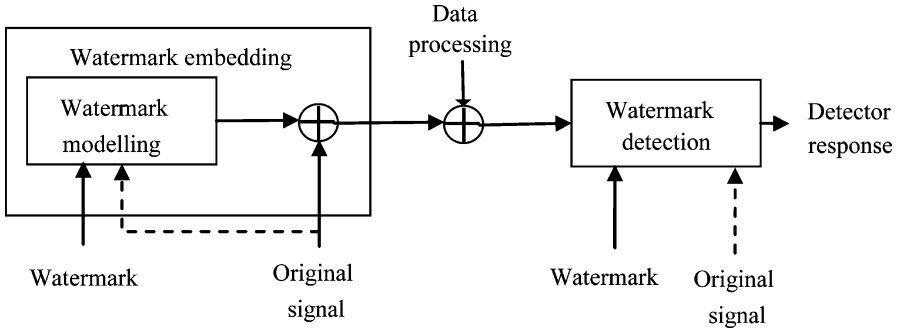 Data
processing
Watermark embedding
Watermark
modelling
Watermark
detection
Detector
response
Watermark
Original
signal
Watermark
Original
signal